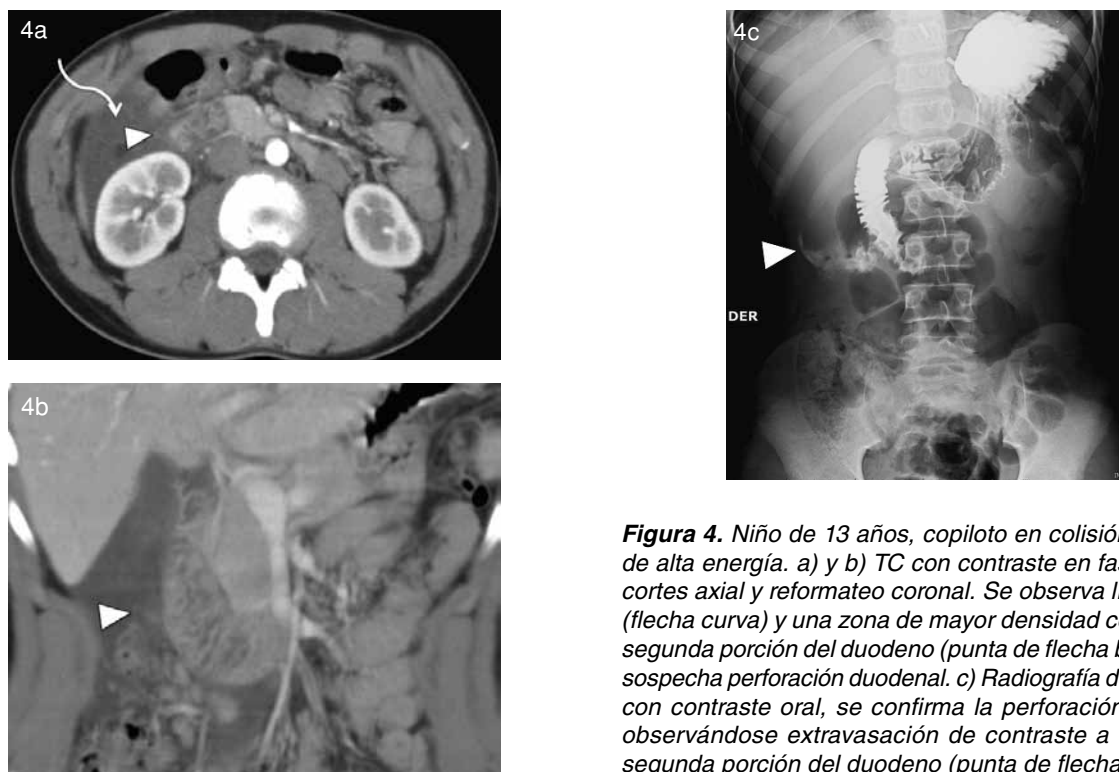 4a
4b
4c
DER
Figura 4. Niño de 13 años, copiloto en colisión
de alta energía. a) y b) TC con contraste en
cortes axial y reformateo coronal. Se observa
(flecha curva) y una zona de mayor densidad
segunda porción del duodeno (punta de flecha
sospecha perforación duodenal. c) Radiografía
con contraste oral, se confirma la perforación
observándose extravasación de contraste a
segunda porción del duodeno (punta de flecha